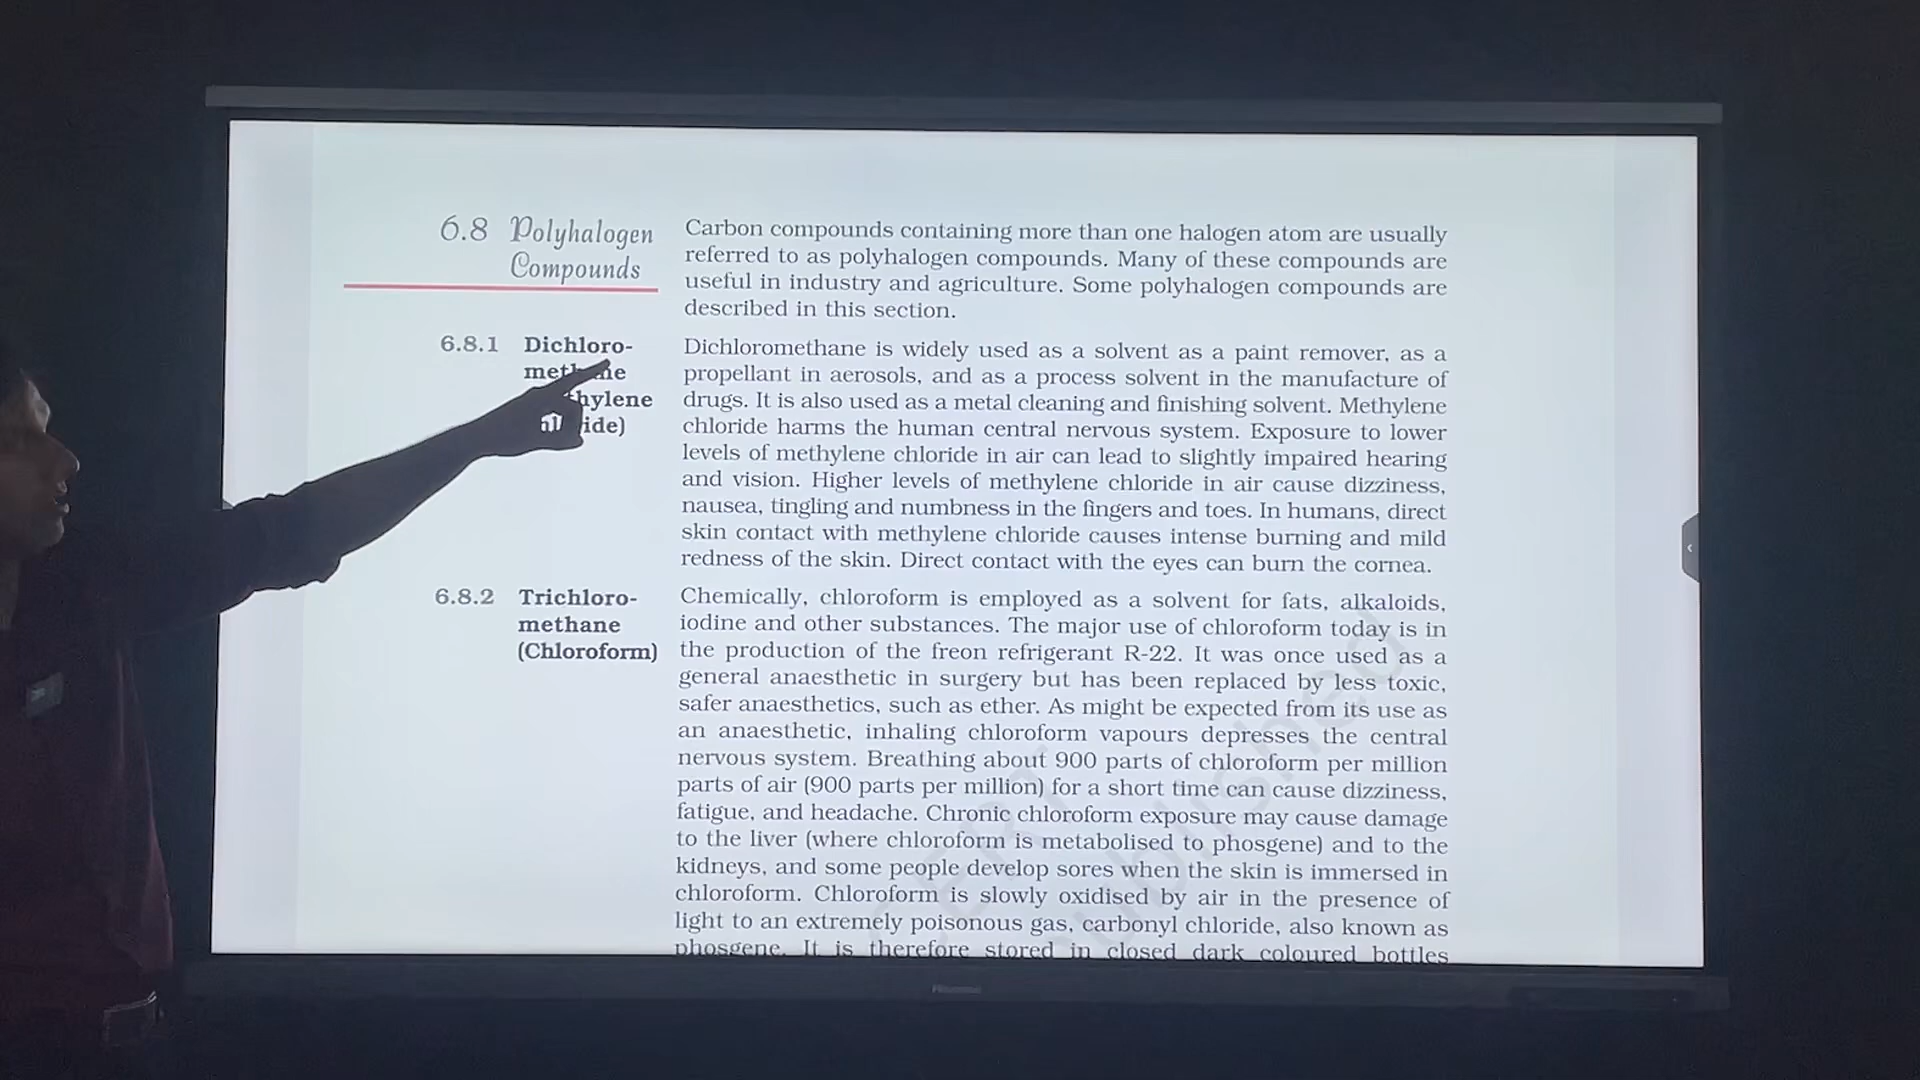 6.8 Polyhalogen
Compounds
Carbon compounds containing more than one halogen atom are usually
referred to as polyhalogen compounds. Many of these compounds are
useful in industry and agriculture. Some polyhalogen compounds are
described in this section.
6.8.1 Dichloro-
Dichloromethane is widely used as a solvent as a paint remover, as a
propellant in aerosols, and as a process solvent in the manufacture of
drugs. It is also used as a metal cleaning and finishing solvent. Methylene
chloride harms the human central nervous system. Exposure to lower
levels of methylene chloride in air can lead to slightly impaired hearing
and vision. Higher levels of methylene chloride in air cause dizziness,
nausea, tingling and numbness in the fingers and toes. In humans, direct
skin contact with methylene chloride causes intense burning and mild
redness of the skin. Direct contact with the eyes can burn the cornea.
6.8.2 Trichloro-
methane
(Chloroform)
Chemically, chloroform is employed as a solvent for fats, alkaloids,
iodine and other substances. The major use of chloroform today is in
the production of the freon refrigerant R-22. It was once used as a
general anaesthetic in surgery but has been replaced by less toxic,
safer anaesthetics, such as ether. As might be expected from its use as
an anaesthetic, inhaling chloroform vapours depresses the central
nervous system. Breathing about 900 parts of chloroform per million
parts of air (900 parts per million) for a short time can cause dizziness,
fatigue, and headache. Chronic chloroform exposure may cause damage
to the liver (where chloroform is metabolised to phosgene) and to the
kidneys, and some people develop sores when the skin is immersed in
chloroform. Chloroform is slowly oxidised by air in the presence of
light to an extremely poisonous gas, carbonyl chloride, also known as
phosgene. It is therefore stored in closed dark coloured bottles